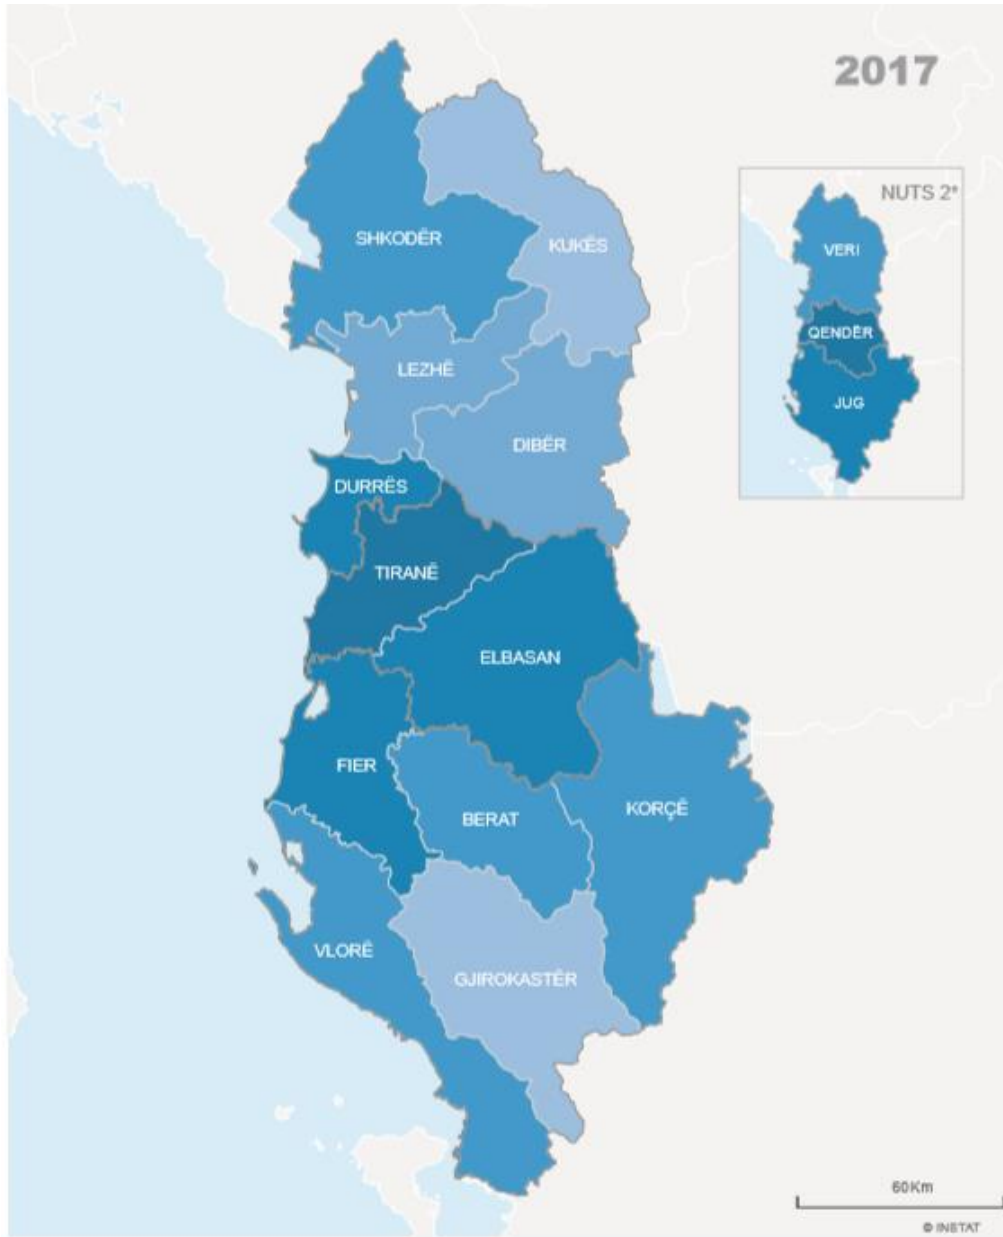 2017
NUTS 2*
VERI
QENDËR
JUG
SHKODËR
KUKËS
LEZHË
DIBËR
DURRËS
TIRANË
ELBASAN
FIER
BERAT
KORÇË
VLORË
GJIROKASTËR
60Km
© INSTAT